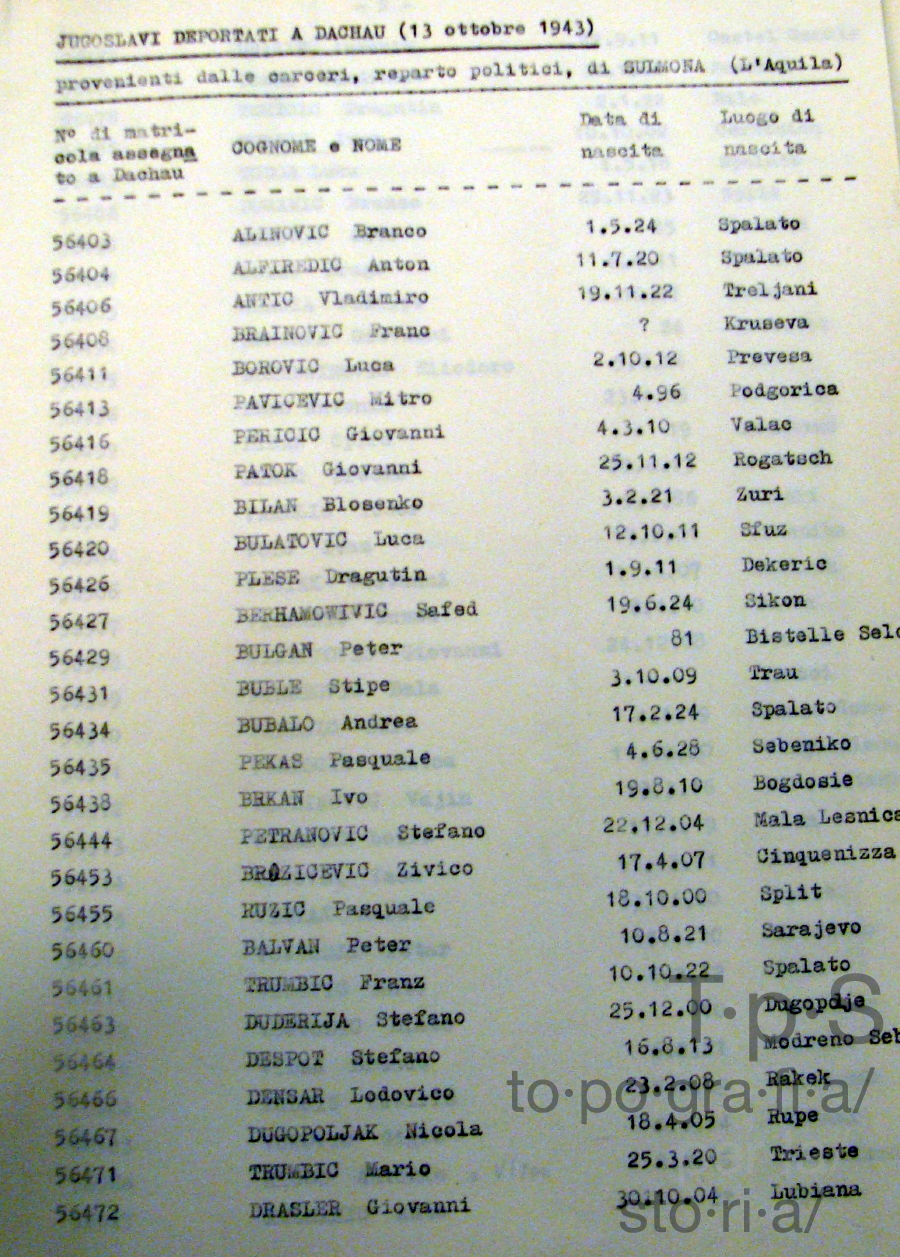 JUGOSLAVI DEPORTATI A DACHAU (13 ottobre 1943)
provenienti dalle carceri, reparto politici, di SULMONA (L'Aquila)
N° di matri-
cola assegna
to a Dachau
COGNOME e NOME
Data di
nascita
Luogo di
nascita
56403 ALINOVIC Branco 1.5.24 Spalato
56404 ALFIREDIC Anton 11.7.20 Spalato
56406 ANTIC Vladimiro 19.11.22 Treljani
56408 BRAINOVIC Franc ? Kruseva
56411 BOROVIC Luca 2.10.12 Prevesa
56413 PAVICEVIC Mitro 4.96 Podgorica
56416 PERICIC Giovanni 4.3.10 Valac
56418 PATOK Giovanni 25.11.12 Rogatsch
56419 BILAN Blosenko 3.2.21 Zuri
56420 BULATOVIC Luca 12.10.11 Sfuz
56426 PLESE Dragutin 1.9.11 Dekeric
56427 BERHAMOWIVIC Safed 19.6.24 Sikon
56429 BULGAN Peter 81 Bistelle Selo
56431 BUBLE Stipe 3.10.09 Trau
56434 BUBALO Andrea 17.2.24 Spalato
56435 PEKAS Pasquale 4.6.28 Sebeniko
56438 BRKAN Ivo 19.8.10 Bogdosie
56444 PETRANOVIC Stefano 22.12.04 Mala Lesnica
56453 BROZICEVIC Zivico 17.4.07 Cinquenizza
56455 RUZIC Pasquale 18.10.00 Split
56460 BALVAN Peter 10.8.21 Sarajevo
56461 TRUMBIC Franz 10.10.22 Spalato
56463 DUDERIJA Stefano 25.12.00 Dugopolje
56464 DESPOT Stefano 16.8.13 Modreno Seb
56466 DENSAR Lodovico 23.2.08 Rakek
56467 DUGOPOLJAK Nicola 18.4.05 Rupe
56471 TRUMBIC Mario 25.3.20 Trieste
56472 DRASLER Giovanni 30.10.04 Lubiana
T·p·S
to·po·gra·fi·a/
sto·ri·a/